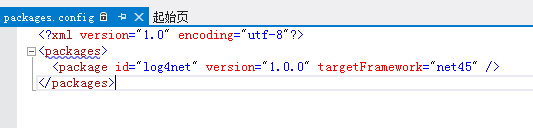 packages.config 起始页
<?xml version="1.0" encoding="utf-8"?>
<packages>
<package id="log4net" version="1.0.0" targetFramework="net45" />
</packages>